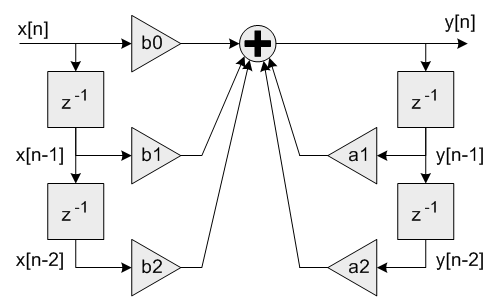 x[n]
b0
+
y[n]
z⁻¹
z⁻¹
x[n-1]
b1
a1
y[n-1]
z⁻¹
z⁻¹
x[n-2]
b2
a2
y[n-2]